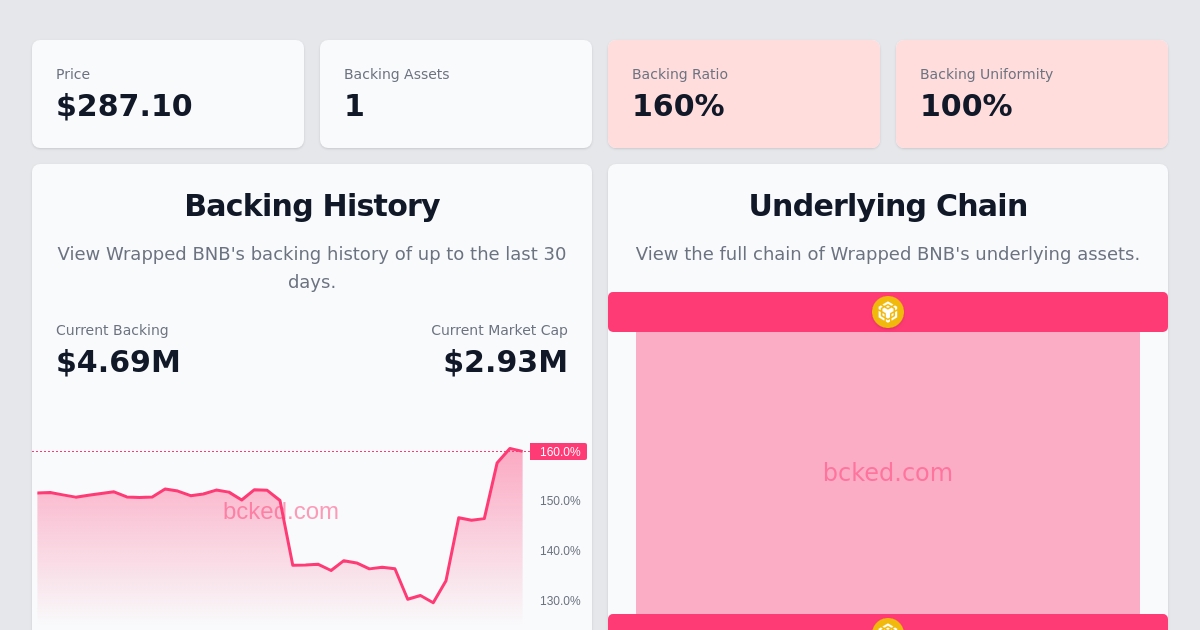 Price
$287.10
Backing Assets
1
Backing Ratio
160%
Backing Uniformity
100%
Backing History
View Wrapped BNB's backing history of up to the last 30
days.
Current Backing
$4.69M
Current Market Cap
$2.93M
160.0%
150.0%
140.0%
130.0%
bcked.com
Underlying Chain
View the full chain of Wrapped BNB's underlying assets.
bcked.com